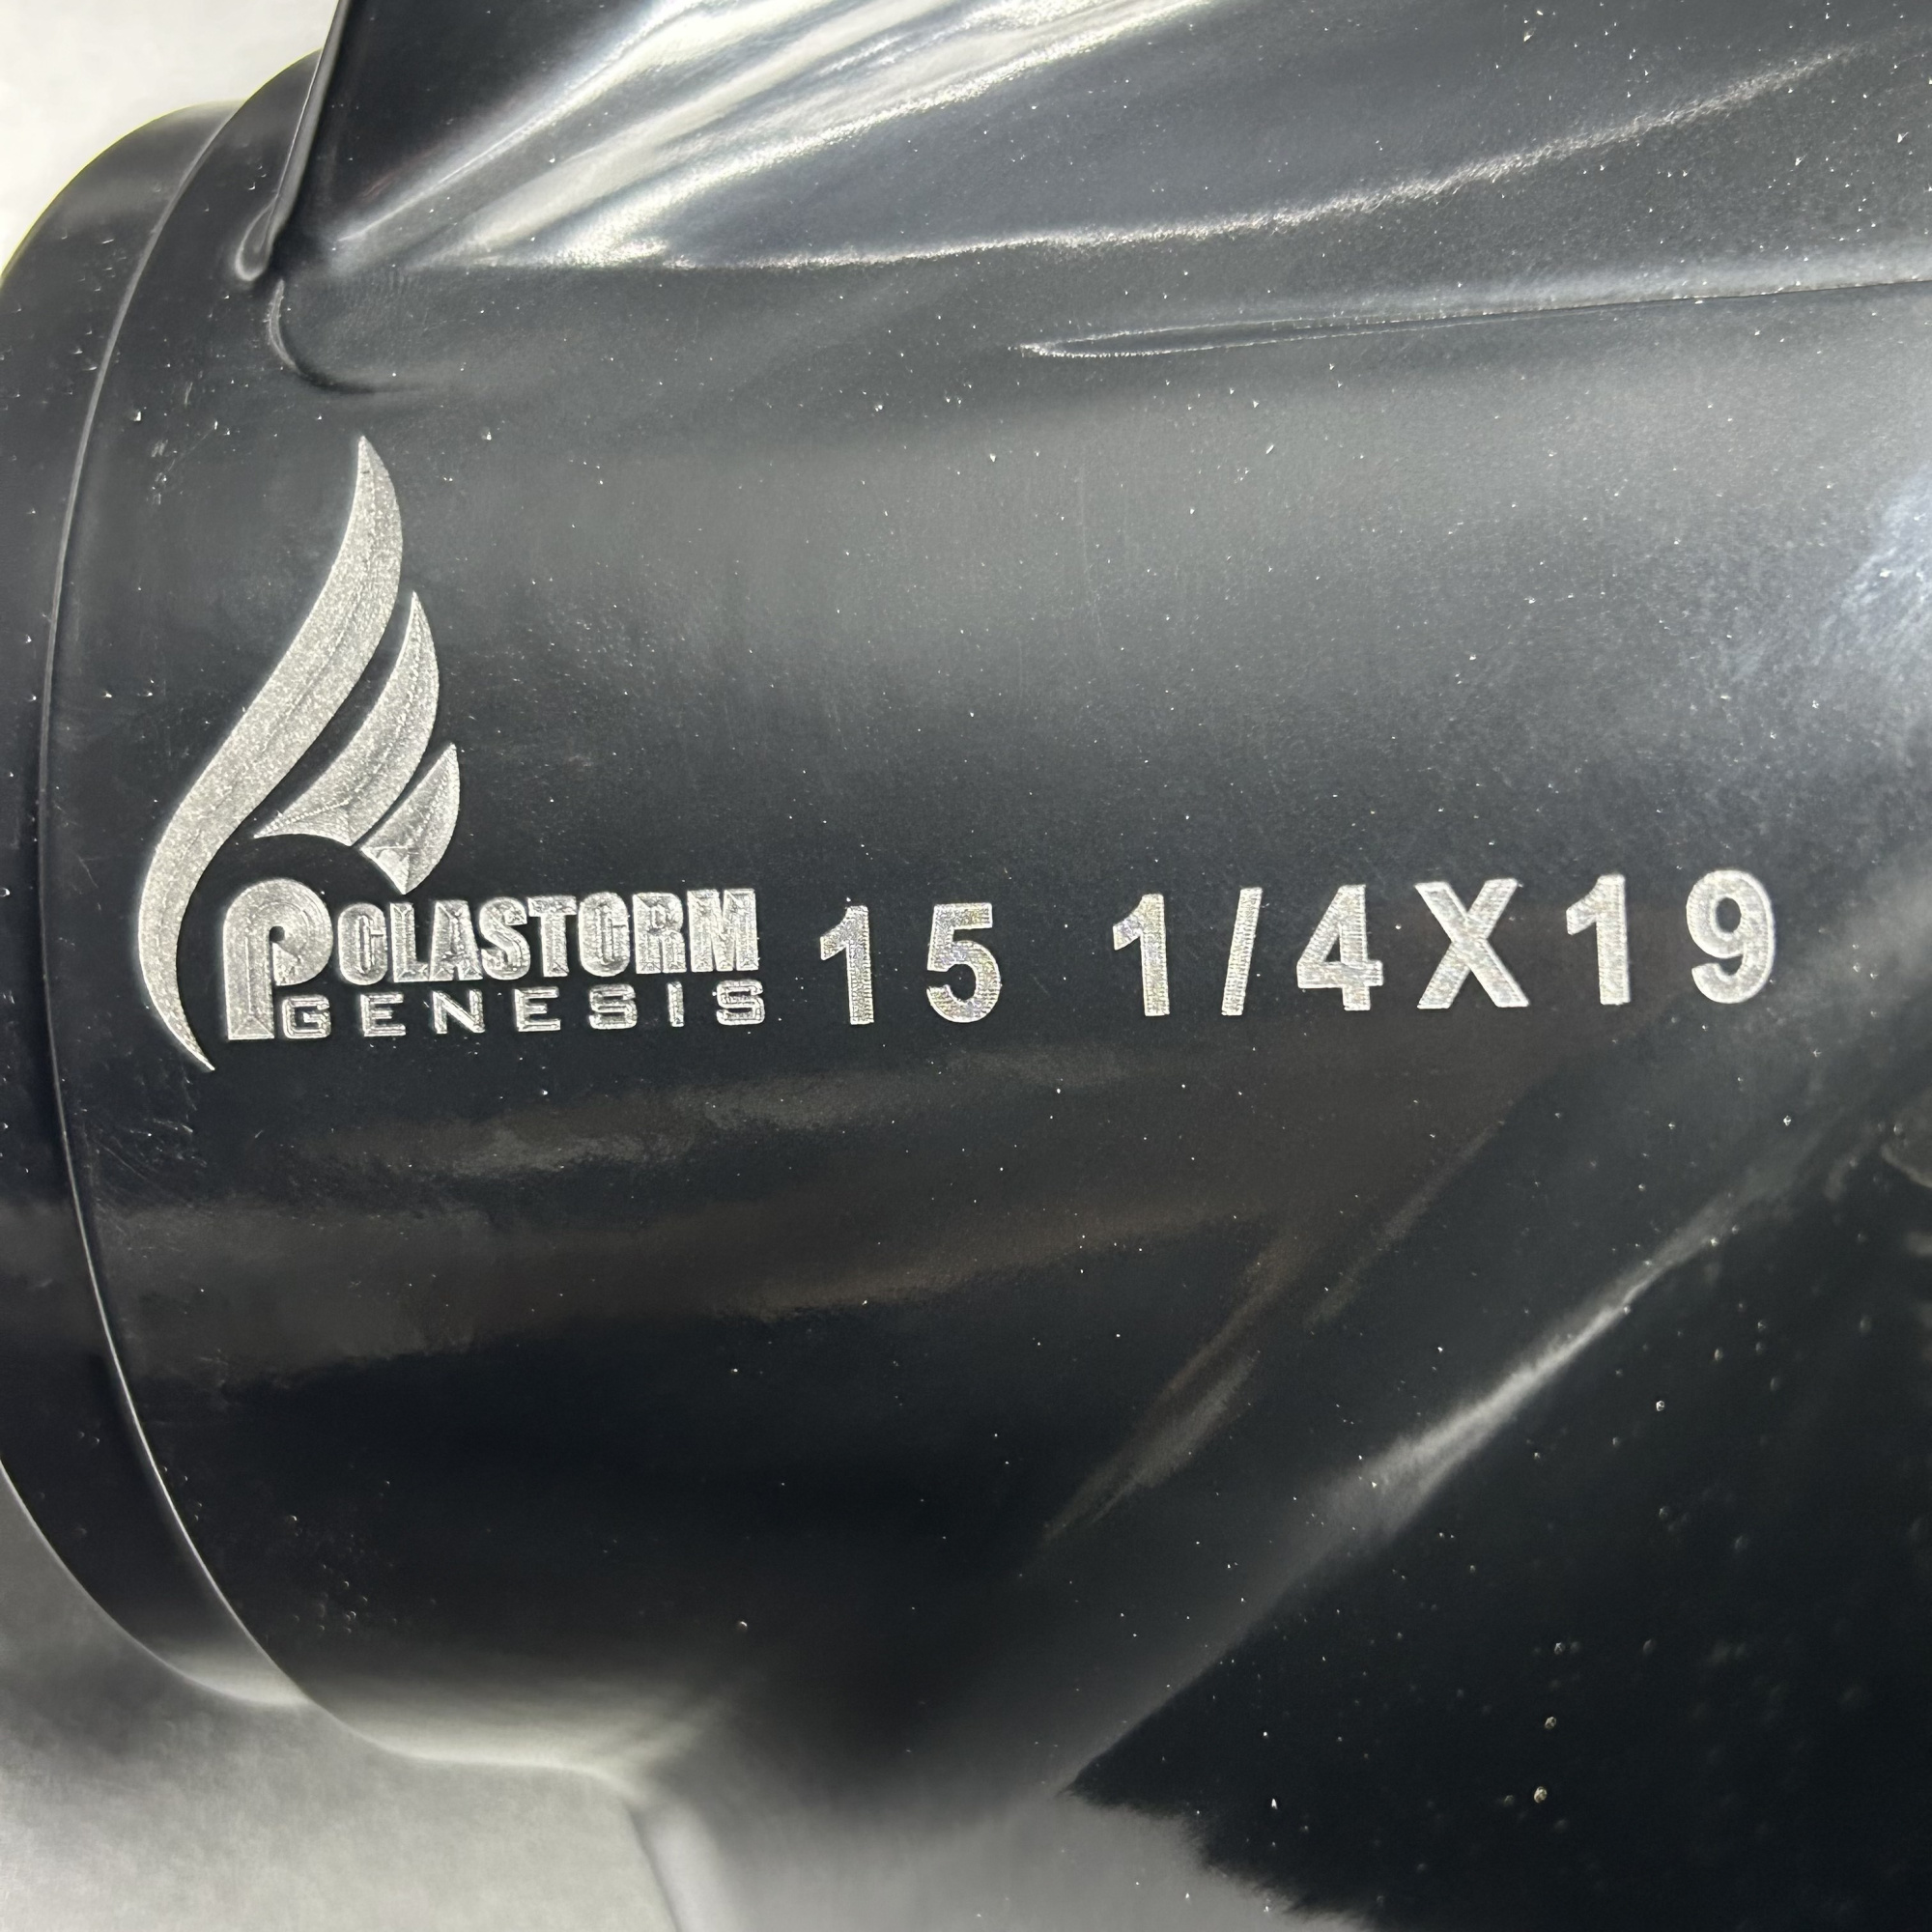 POLASTORM 15 1/4X19
GENESIS